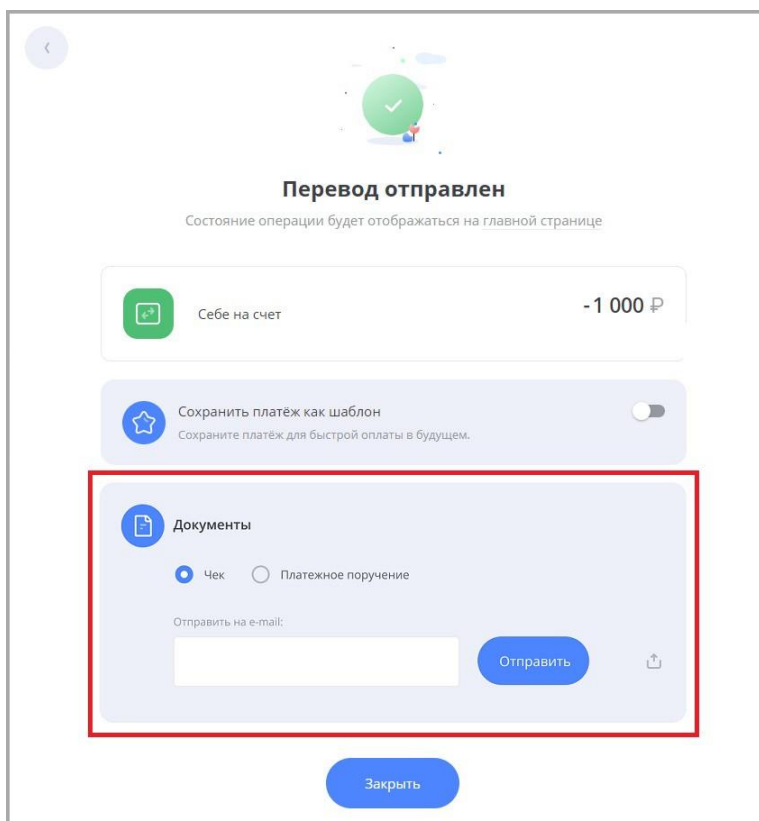 Перевод отправлен
Состояние операции будет отображаться на главной странице
Себе на счет
-1 000 ₽
Сохранить платёж как шаблон
Сохраните платёж для быстрой оплаты в будущем.
Документы
Чек Платежное поручение
Отправить на e-mail:
Отправить
Закрыть